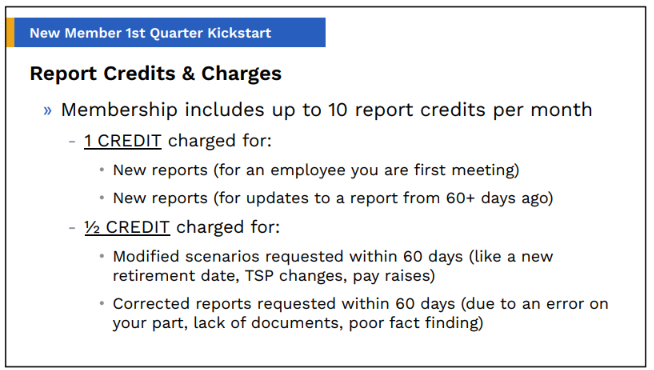 New Member 1st Quarter Kickstart
Report Credits & Charges
» Membership includes up to 10 report credits per month
- 1 CREDIT charged for:
• New reports (for an employee you are first meeting)
• New reports (for updates to a report from 60+ days ago)
- ½ CREDIT charged for:
• Modified scenarios requested within 60 days (like a new
retirement date, TSP changes, pay raises)
• Corrected reports requested within 60 days (due to an error on
your part, lack of documents, poor fact finding)